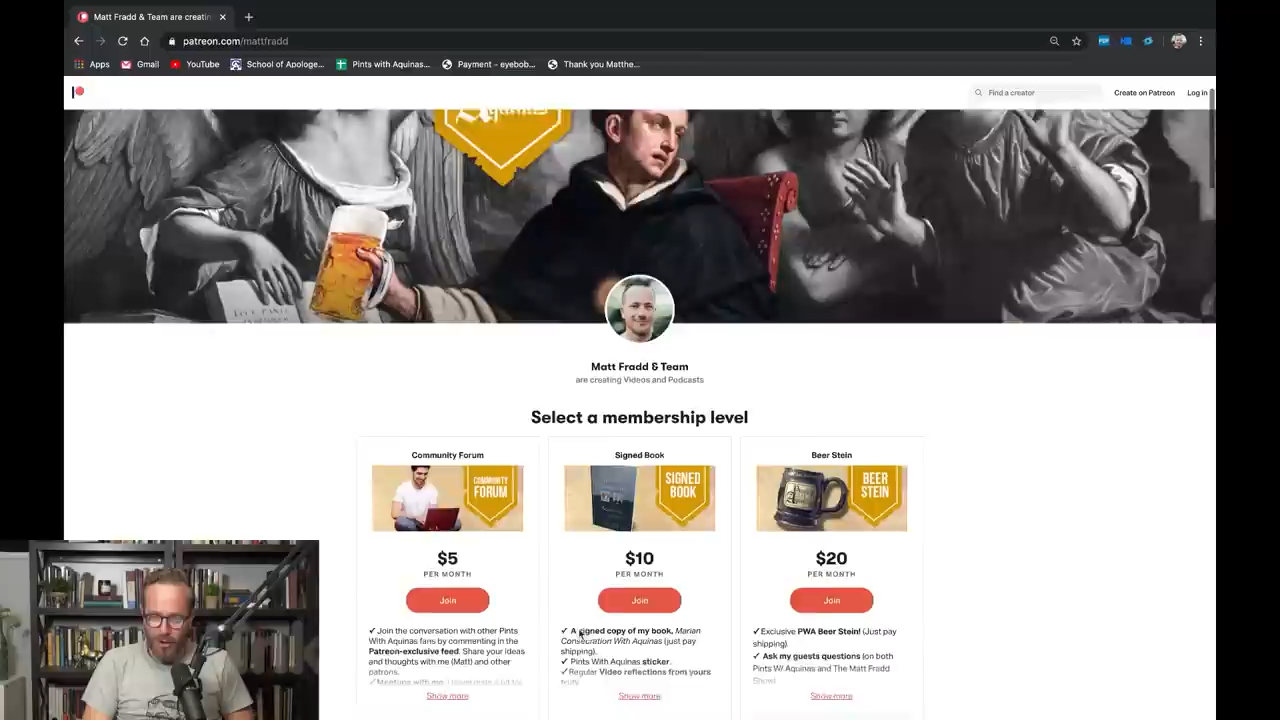 Matt Fradd & Team are creatin
patreon.com/mattfradd
Apps Gmail YouTube School of Apologe... Pints with Aquinas... Payment – eyebob... Thank you Matthe...
Find a creator Create on Patreon Log in
Aquinas
Matt Fradd & Team
are creating Videos and Podcasts
Select a membership level
Community Forum
COMMUNITY
FORUM
$5
PER MONTH
Join
✓ Join the conversation with other Pints
With Aquinas fans by commenting in the
Patreon-exclusive feed. Share your ideas
and thoughts with me (Matt) and other
patrons.
✓ Meetings with me.
Show more
Signed Book
SIGNED
BOOK
$10
PER MONTH
Join
✓ A signed copy of my book, Marian
Consecration With Aquinas (just pay
shipping).
✓ Pints With Aquinas sticker.
✓ Regular Video reflections from yours
truly
Show more
Beer Stein
BEER
STEIN
$20
PER MONTH
Join
✓Exclusive PWA Beer Stein! (Just pay
shipping).
✓ Ask my guests questions (on both
Pints W/ Aquinas and The Matt Fradd
Show)
Show more